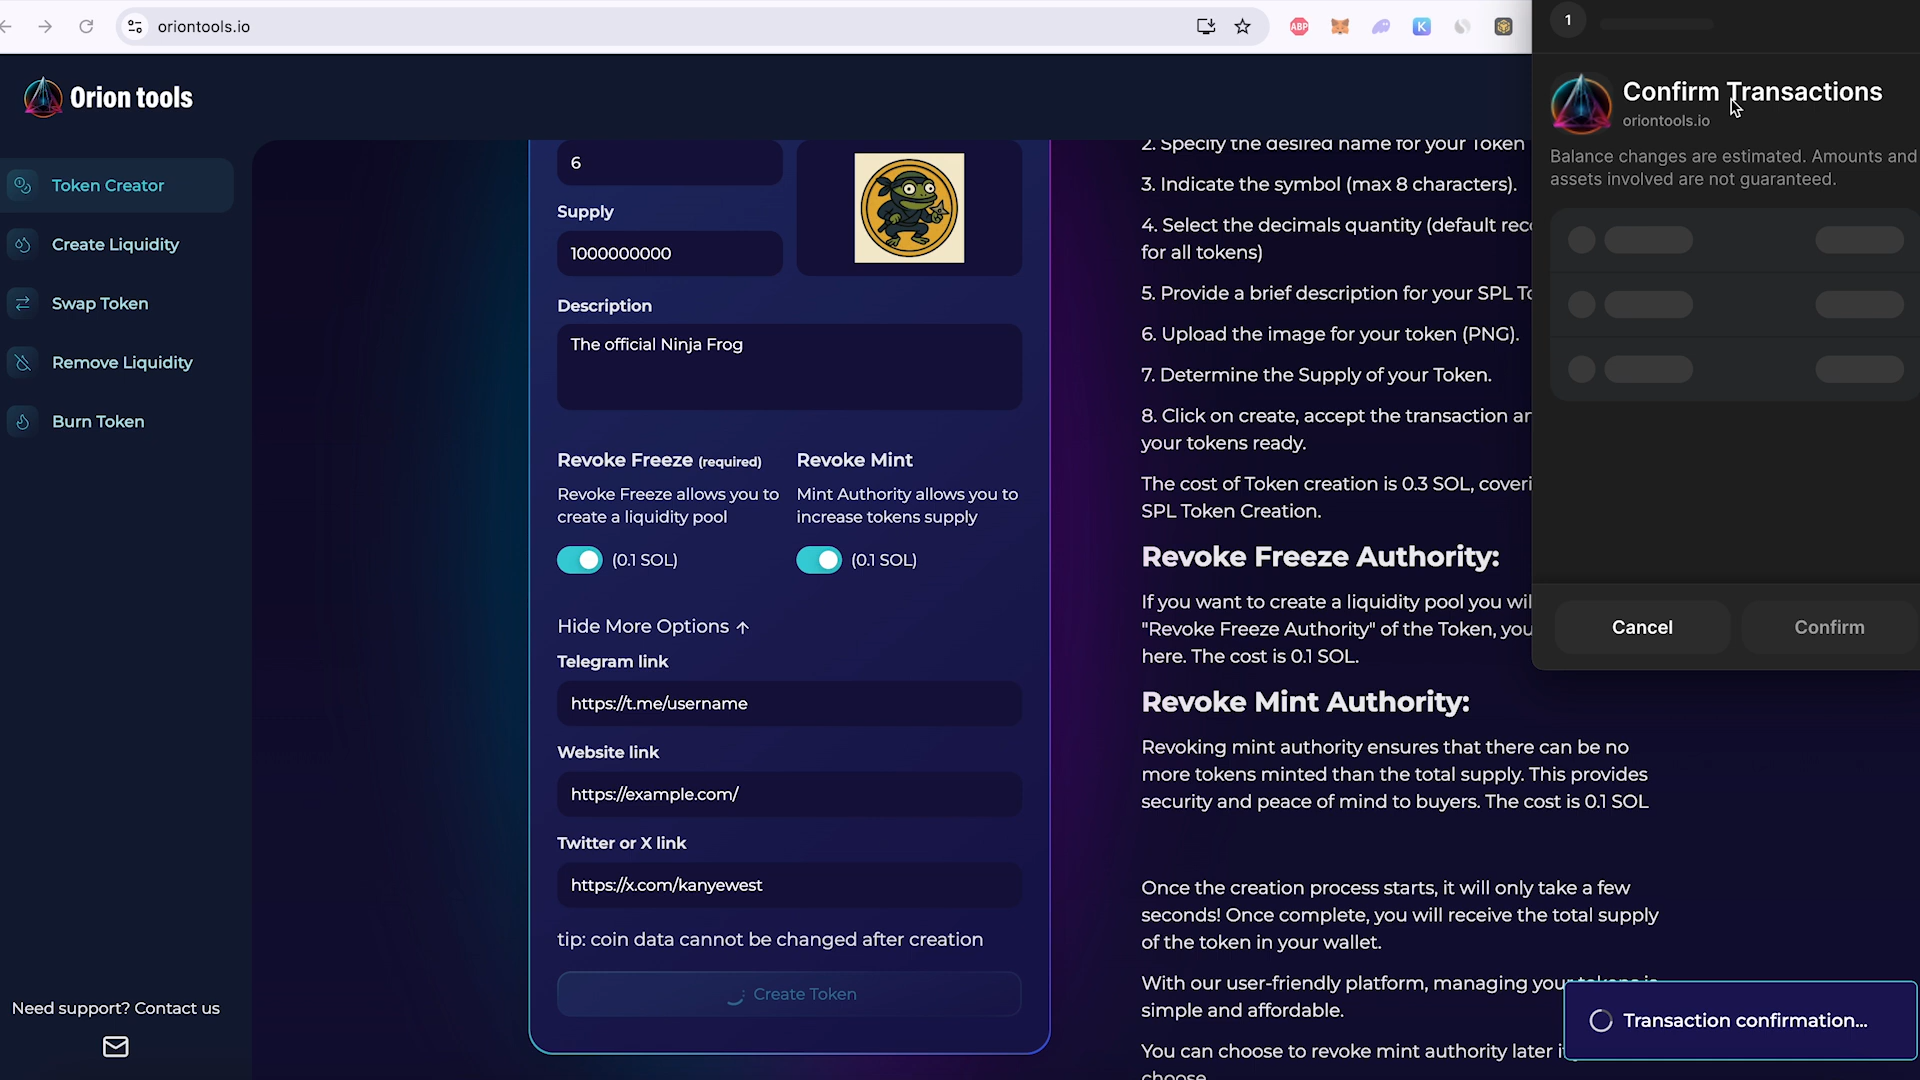 oriontools.io
ABP
K
1
Orion tools
Token Creator
Create Liquidity
Swap Token
Remove Liquidity
Burn Token
Need support? Contact us
6
Supply
1000000000
Description
The official Ninja Frog
Revoke Freeze (required)
Revoke Freeze allows you to
create a liquidity pool
(0.1 SOL)
Revoke Mint
Mint Authority allows you to
increase tokens supply
(0.1 SOL)
Hide More Options ↑
Telegram link
https://t.me/username
Website link
https://example.com/
Twitter or X link
https://x.com/kanyewest
tip: coin data cannot be changed after creation
Create Token
2. Specify the desired name for your Token
3. Indicate the symbol (max 8 characters).
4. Select the decimals quantity (default
for all tokens)
5. Provide a brief description for your SPL
6. Upload the image for your token (PNG).
7. Determine the Supply of your Token.
8. Click on create, accept the transaction
your tokens ready.
The cost of Token creation is 0.3 SOL,
SPL Token Creation.
Revoke Freeze Authority:
If you want to create a liquidity pool you
"Revoke Freeze Authority" of the Token, you
here. The cost is 0.1 SOL.
Revoke Mint Authority:
Revoking mint authority ensures that there can be no
more tokens minted than the total supply. This provides
security and peace of mind to buyers. The cost is 0.1 SOL
Once the creation process starts, it will only take a few
seconds! Once complete, you will receive the total supply
of the token in your wallet.
With our user-friendly platform, managing your tokens is
simple and affordable.
You can choose to revoke mint authority later
choose
Confirm Transactions
oriontools.io
Balance changes are estimated. Amounts and
assets involved are not guaranteed.
Cancel
Confirm
Transaction confirmation...